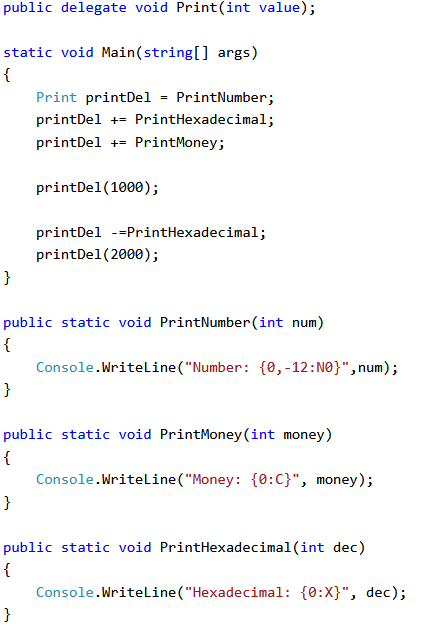 public delegate void Print(int value);

static void Main(string[] args)
{
    Print printDel = PrintNumber;
    printDel += PrintHexadecimal;
    printDel += PrintMoney;

    printDel(1000);

    printDel -=PrintHexadecimal;
    printDel(2000);
}

public static void PrintNumber(int num)
{
    Console.WriteLine("Number: {0,-12:N0}",num);
}

public static void PrintMoney(int money)
{
    Console.WriteLine("Money: {0:C}", money);
}

public static void PrintHexadecimal(int dec)
{
    Console.WriteLine("Hexadecimal: {0:X}", dec);
}